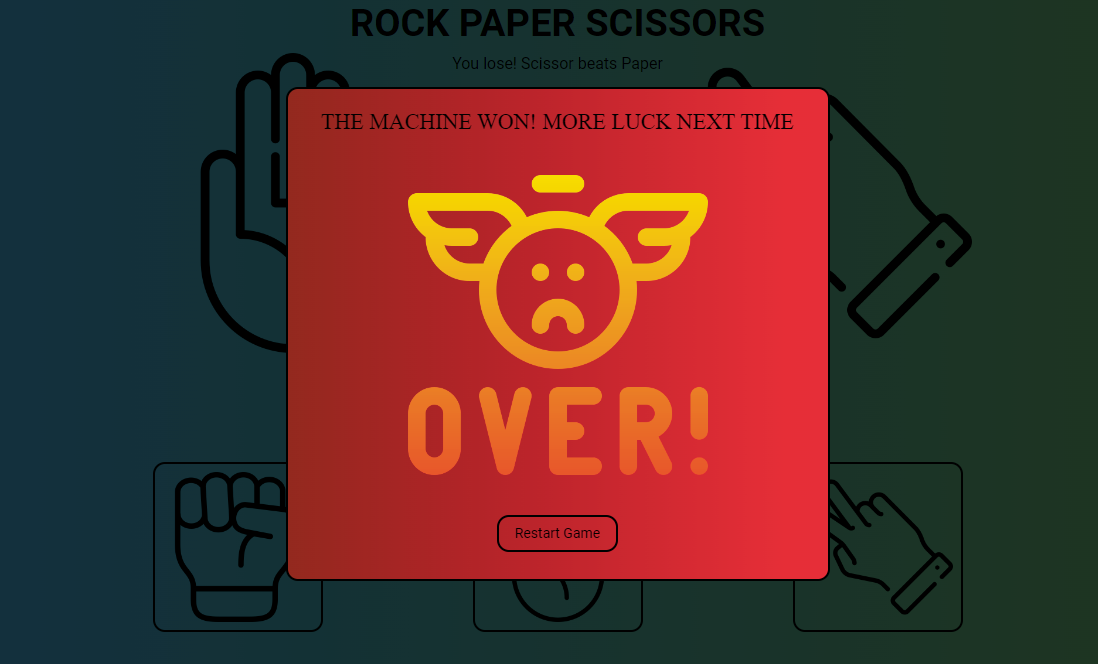 ROCK PAPER SCISSORS
You lose! Scissor beats Paper
THE MACHINE WON! MORE LUCK NEXT TIME
OVER!
Restart Game